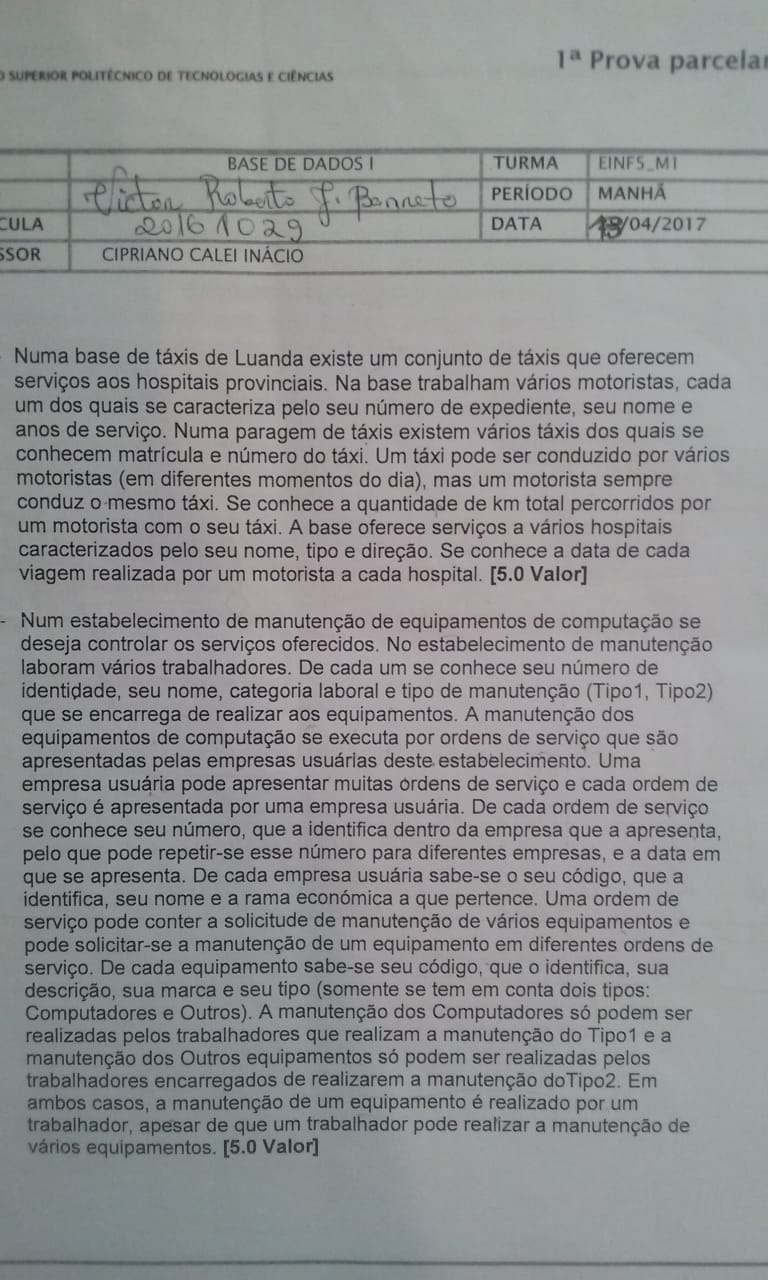 1ª Prova parcelar
O SUPERIOR POLITÉCNICO DE TECNOLOGIAS E CIÊNCIAS
BASE DE DADOS I TURMA EINF5_M1
Victor Roberto J. Banneto PERÍODO MANHÃ
CULA 20161029 DATA /04/2017
SSOR CIPRIANO CALEI INÁCIO
Numa base de táxis de Luanda existe um conjunto de táxis que oferecem
serviços aos hospitais provinciais. Na base trabalham vários motoristas, cada
um dos quais se caracteriza pelo seu número de expediente, seu nome e
anos de serviço. Numa paragem de táxis existem vários táxis dos quais se
conhecem matrícula e número do táxi. Um táxi pode ser conduzido por vários
motoristas (em diferentes momentos do dia), mas um motorista sempre
conduz o mesmo táxi. Se conhece a quantidade de km total percorridos por
um motorista com o seu táxi. A base oferece serviços a vários hospitais
caracterizados pelo seu nome, tipo e direção. Se conhece a data de cada
viagem realizada por um motorista a cada hospital. [5.0 Valor]
- Num estabelecimento de manutenção de equipamentos de computação se
deseja controlar os serviços oferecidos. No estabelecimento de manutenção
laboram vários trabalhadores. De cada um se conhece seu número de
identidade, seu nome, categoria laboral e tipo de manutenção (Tipo1, Tipo2)
que se encarrega de realizar aos equipamentos. A manutenção dos
equipamentos de computação se executa por ordens de serviço que são
apresentadas pelas empresas usuárias deste estabelecimento. Uma
empresa usuária pode apresentar muitas órdens de serviço e cada ordem de
serviço é apresentada por uma empresa usuária. De cada ordem de serviço
se conhece seu número, que a identifica dentro da empresa que a apresenta,
pelo que pode repetir-se esse número para diferentes empresas, e a data em
que se apresenta. De cada empresa usuária sabe-se o seu código, que a
identifica, seu nome e a rama económica a que pertence. Uma ordem de
serviço pode conter a solicitude de manutenção de vários equipamentos e
pode solicitar-se a manutenção de um equipamento em diferentes ordens de
serviço. De cada equipamento sabe-se seu código, que o identifica, sua
descrição, sua marca e seu tipo (somente se tem em conta dois tipos:
Computadores e Outros). A manutenção dos Computadores só podem ser
realizadas pelos trabalhadores que realizam a manutenção do Tipo1 e a
manutenção dos Outros equipamentos só podem ser realizadas pelos
trabalhadores encarregados de realizarem a manutenção doTipo2. Em
ambos casos, a manutenção de um equipamento é realizado por um
trabalhador, apesar de que um trabalhador pode realizar a manutenção de
vários equipamentos. [5.0 Valor]